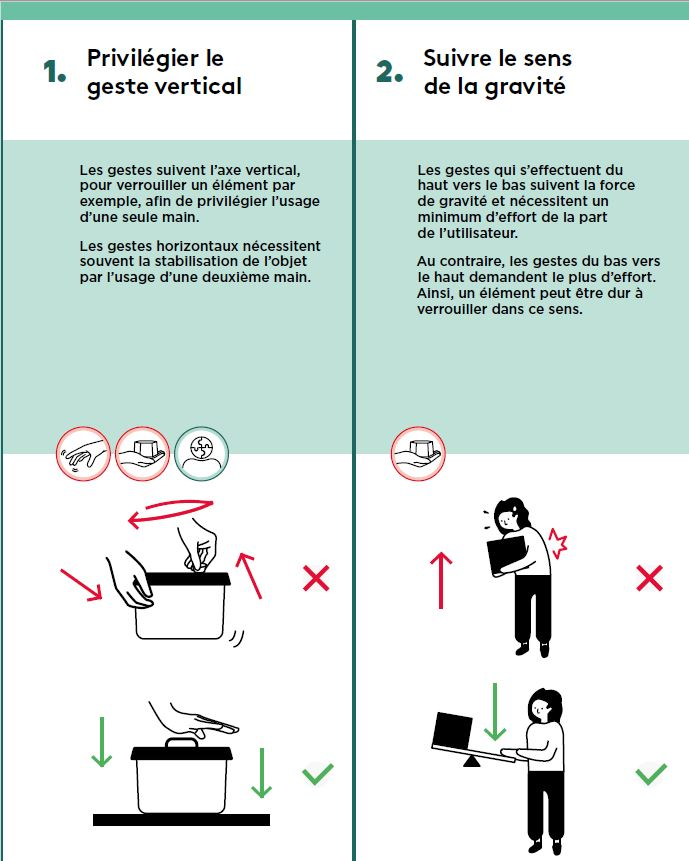 1.
Privilégier le
geste vertical
Les gestes suivent l’axe vertical,
pour verrouiller un élément par
exemple, afin de privilégier l’usage
d’une seule main.
Les gestes horizontaux nécessitent
souvent la stabilisation de l’objet
par l’usage d’une deuxième main.
2.
Suivre le sens
de la gravité
Les gestes qui s’effectuent du
haut vers le bas suivent la force
de gravité et nécessitent un
minimum d’effort de la part
de l’utilisateur.
Au contraire, les gestes du bas vers
le haut demandent le plus d’effort.
Ainsi, un élément peut être dur à
verrouiller dans ce sens.